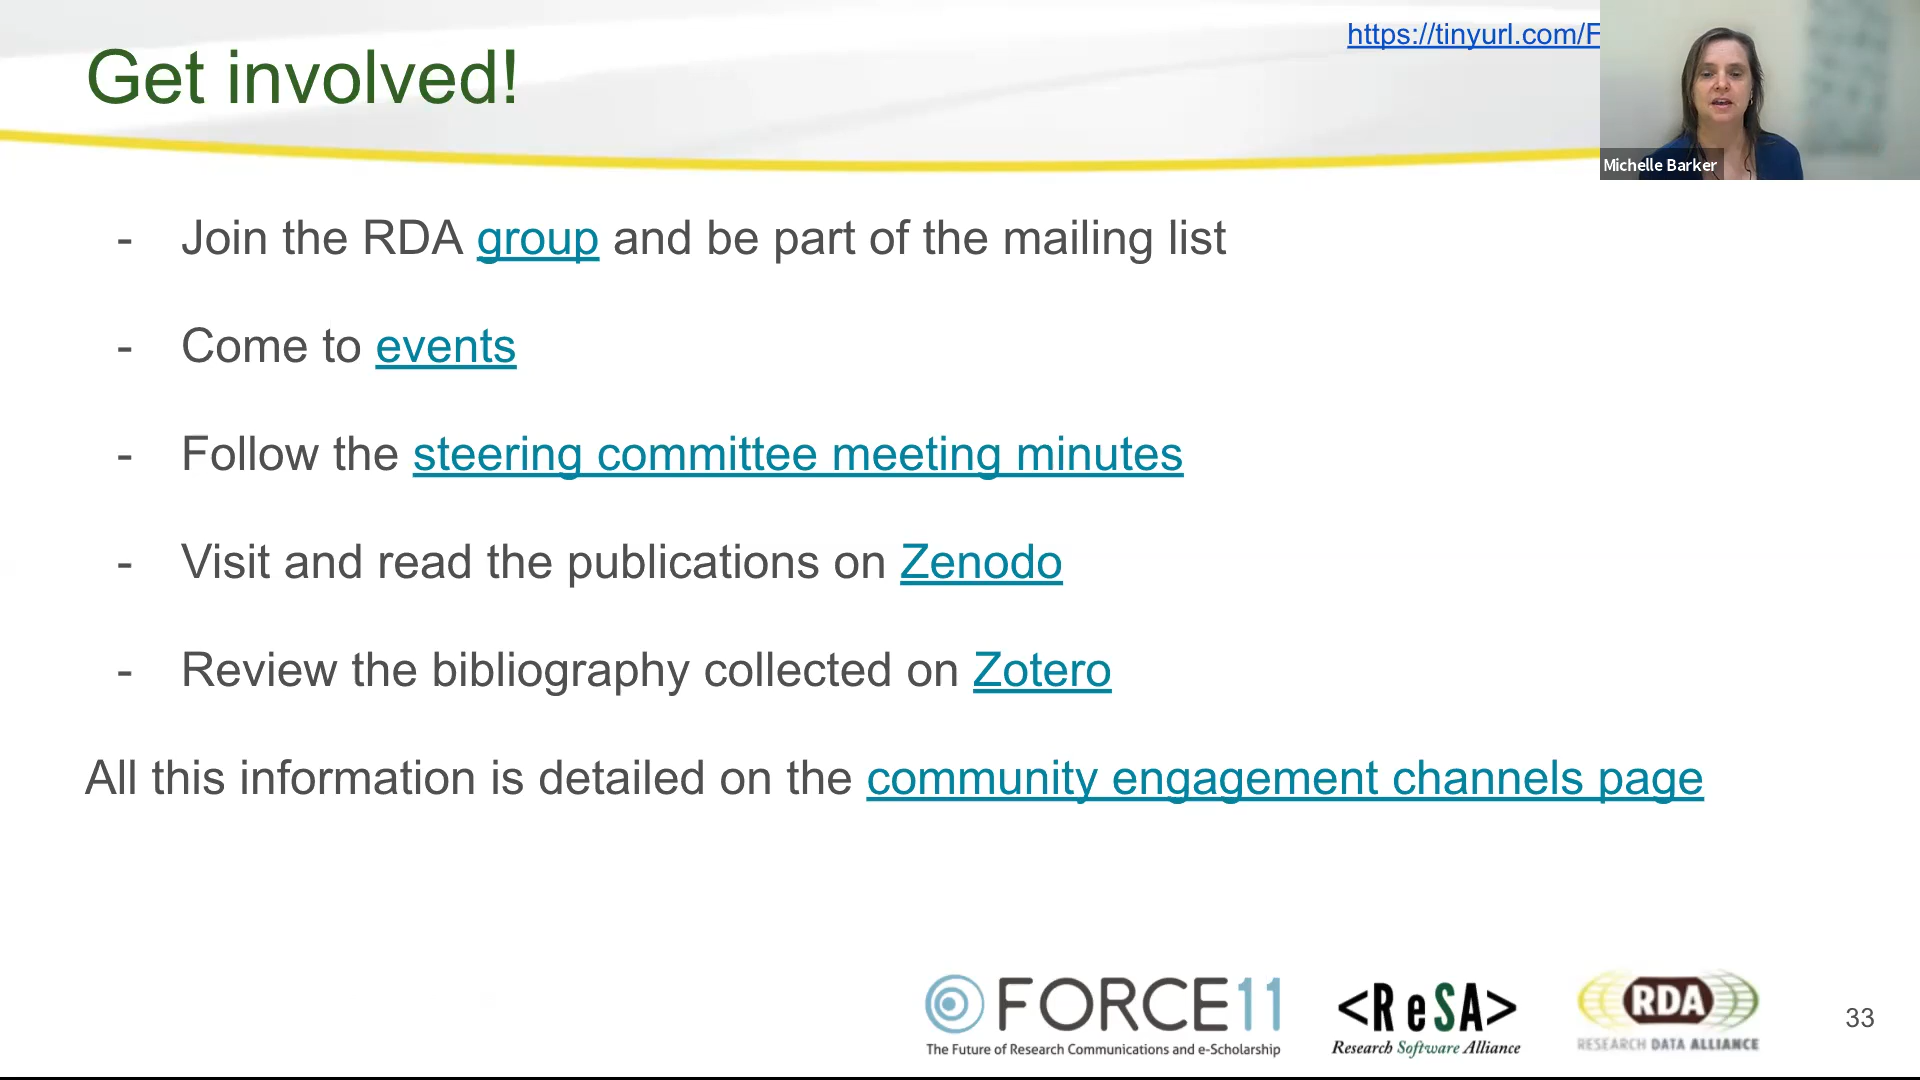 https://tinyurl.com/F
Get involved!
Michelle Barker
- Join the RDA group and be part of the mailing list
- Come to events
- Follow the steering committee meeting minutes
- Visit and read the publications on Zenodo
- Review the bibliography collected on Zotero
All this information is detailed on the community engagement channels page
FORCE11
The Future of Research Communications and e-Scholarship
<ReSA>
Research Software Alliance
RDA
RESEARCH DATA ALLIANCE
33